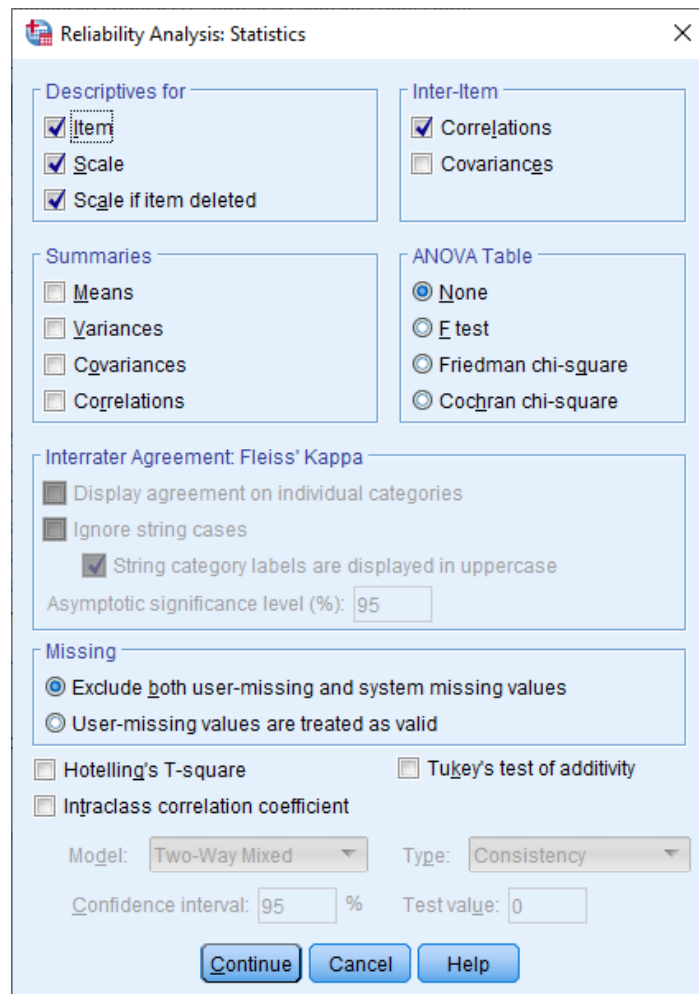 Reliability Analysis: Statistics
Descriptives for
Item
Scale
Scale if item deleted
Inter-Item
Correlations
Covariances
Summaries
Means
Variances
Covariances
Correlations
ANOVA Table
None
F test
Friedman chi-square
Cochran chi-square
Interrater Agreement: Fleiss' Kappa
Display agreement on individual categories
Ignore string cases
String category labels are displayed in uppercase
Asymptotic significance level (%): 95
Missing
Exclude both user-missing and system missing values
User-missing values are treated as valid
Hotelling's T-square Tukey's test of additivity
Intraclass correlation coefficient
Model: Two-Way Mixed Type: Consistency
Confidence interval: 95 % Test value: 0
Continue Cancel Help